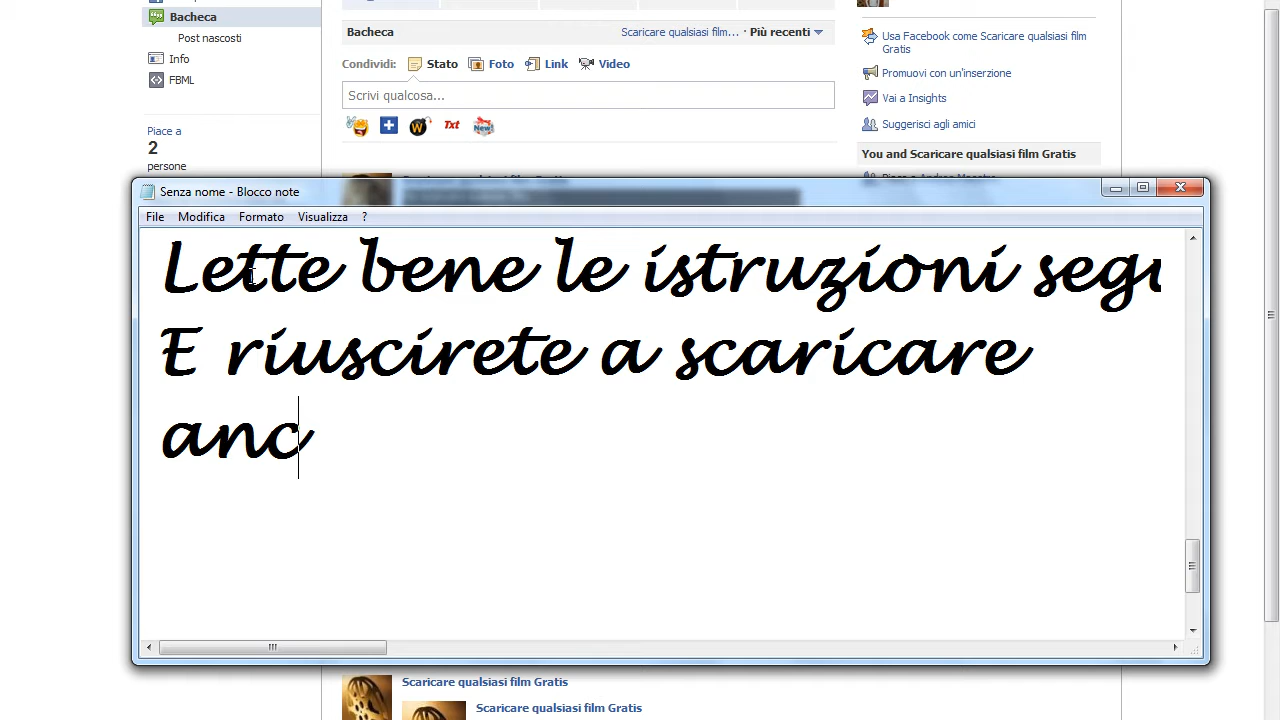 Bacheca
Post nascosti
Info
FBML
Piace a
2
persone
Bacheca
Scaricare qualsiasi film... · Più recenti
Condividi: Stato Foto Link Video
Scrivi qualcosa...
Txt
New!
Usa Facebook come Scaricare qualsiasi film
Gratis
Promuovi con un'inserzione
Vai a Insights
Suggerisci agli amici
You and Scaricare qualsiasi film Gratis
Senza nome - Blocco note
File Modifica Formato Visualizza ?
Lette bene le istruzioni segu
E riuscirete a scaricare
anc
Scaricare qualsiasi film Gratis
Scaricare qualsiasi film Gratis